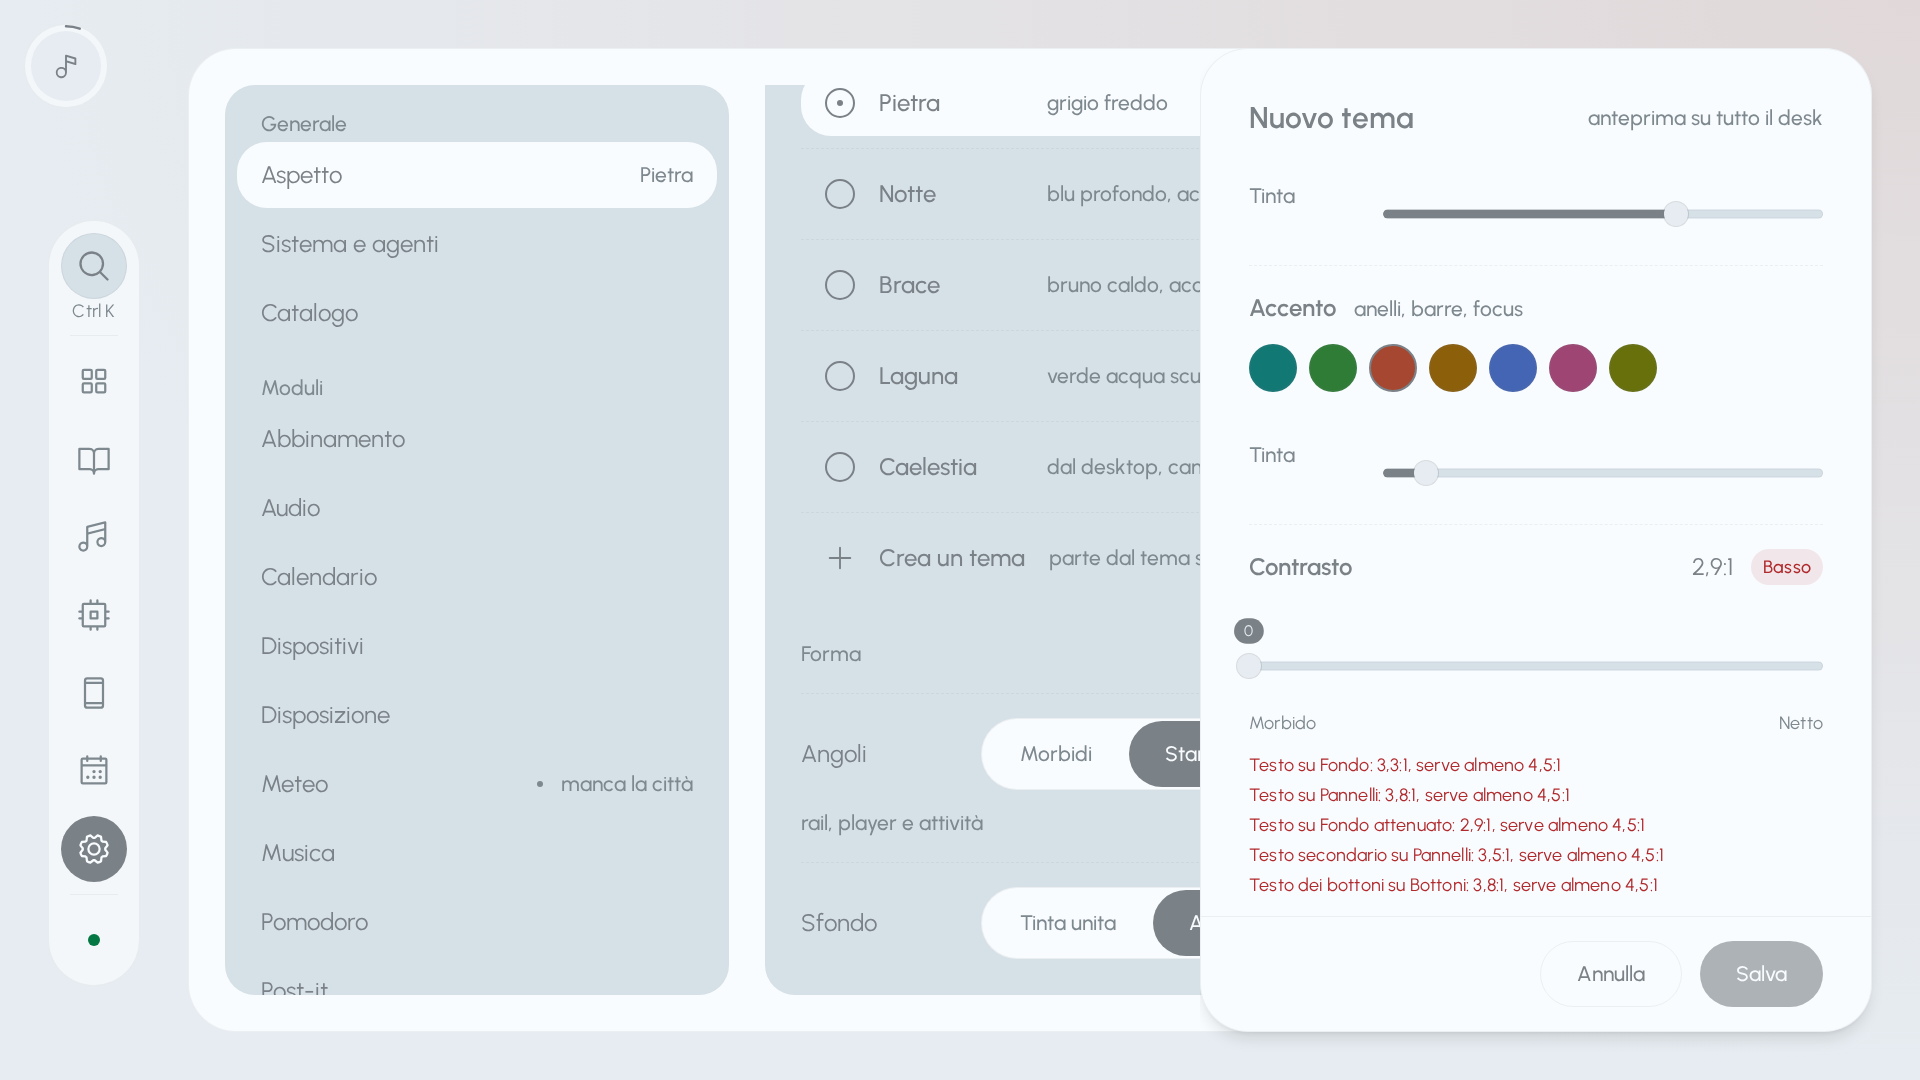 Ctrl K
Generale
Aspetto Pietra
Sistema e agenti
Catalogo
Moduli
Abbinamento
Audio
Calendario
Dispositivi
Disposizione
Meteo • manca la città
Musica
Pomodoro
Post-it
Pietra grigio freddo
Notte blu profondo, ac
Brace bruno caldo, acc
Laguna verde acqua scu
Caelestia dal desktop, can
Crea un tema parte dal tema s
Forma
Angoli Morbidi Stan
rail, player e attività
Sfondo Tinta unita A
Nuovo tema anteprima su tutto il desk
Tinta
Accento anelli, barre, focus
Tinta
Contrasto 2,9:1 Basso
0
Morbido Netto
Testo su Fondo: 3,3:1, serve almeno 4,5:1
Testo su Pannelli: 3,8:1, serve almeno 4,5:1
Testo su Fondo attenuato: 2,9:1, serve almeno 4,5:1
Testo secondario su Pannelli: 3,5:1, serve almeno 4,5:1
Testo dei bottoni su Bottoni: 3,8:1, serve almeno 4,5:1
Annulla Salva